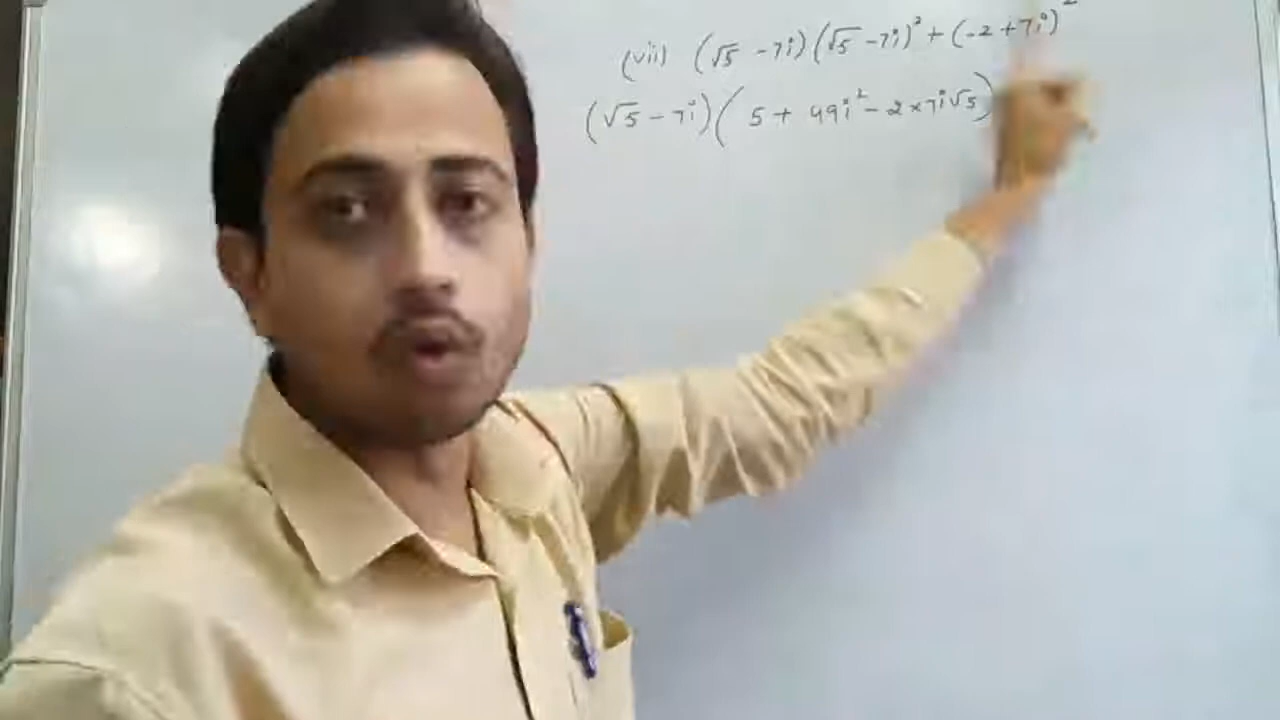 (vii) (√5 - 7i)(√5 - 7i)² + (-2 + 7i)²
(√5 - 7i)(5 + 49i² - 2×7i√5)